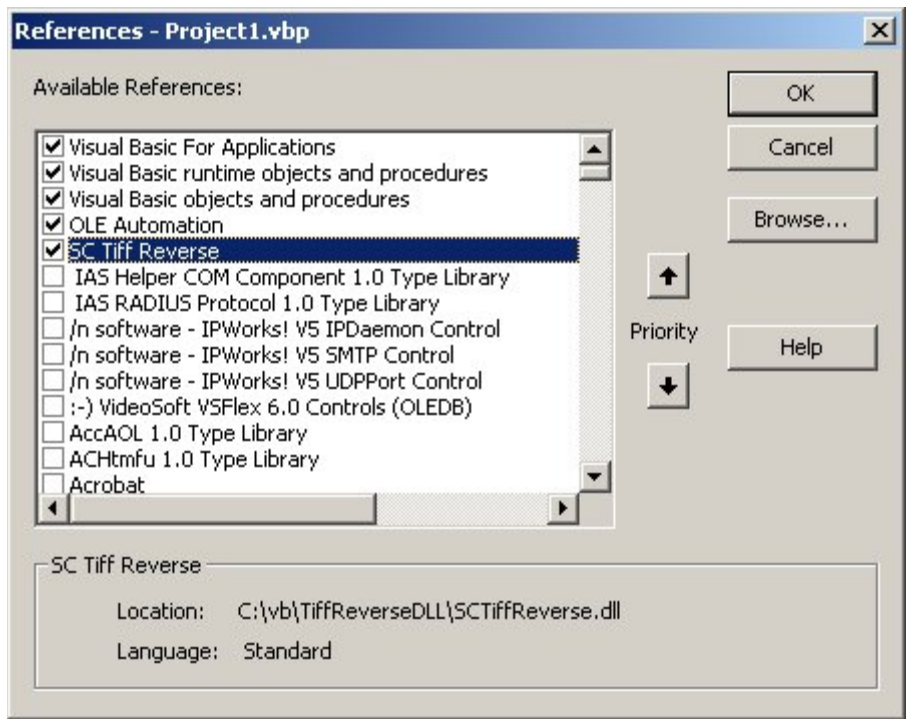 References - Project1.vbp
Available References:
Visual Basic For Applications
Visual Basic runtime objects and procedures
Visual Basic objects and procedures
OLE Automation
SC Tiff Reverse
IAS Helper COM Component 1.0 Type Library
IAS RADIUS Protocol 1.0 Type Library
/n software - IPWorks! V5 IPDaemon Control
/n software - IPWorks! V5 SMTP Control
/n software - IPWorks! V5 UDPPort Control
:-) VideoSoft VSFlex 6.0 Controls (OLEDB)
AccAOL 1.0 Type Library
ACHtmfu 1.0 Type Library
Acrobat
Priority
OK
Cancel
Browse...
Help
SC Tiff Reverse
Location: C:\vb\TiffReverseDLL\SCTiffReverse.dll
Language: Standard